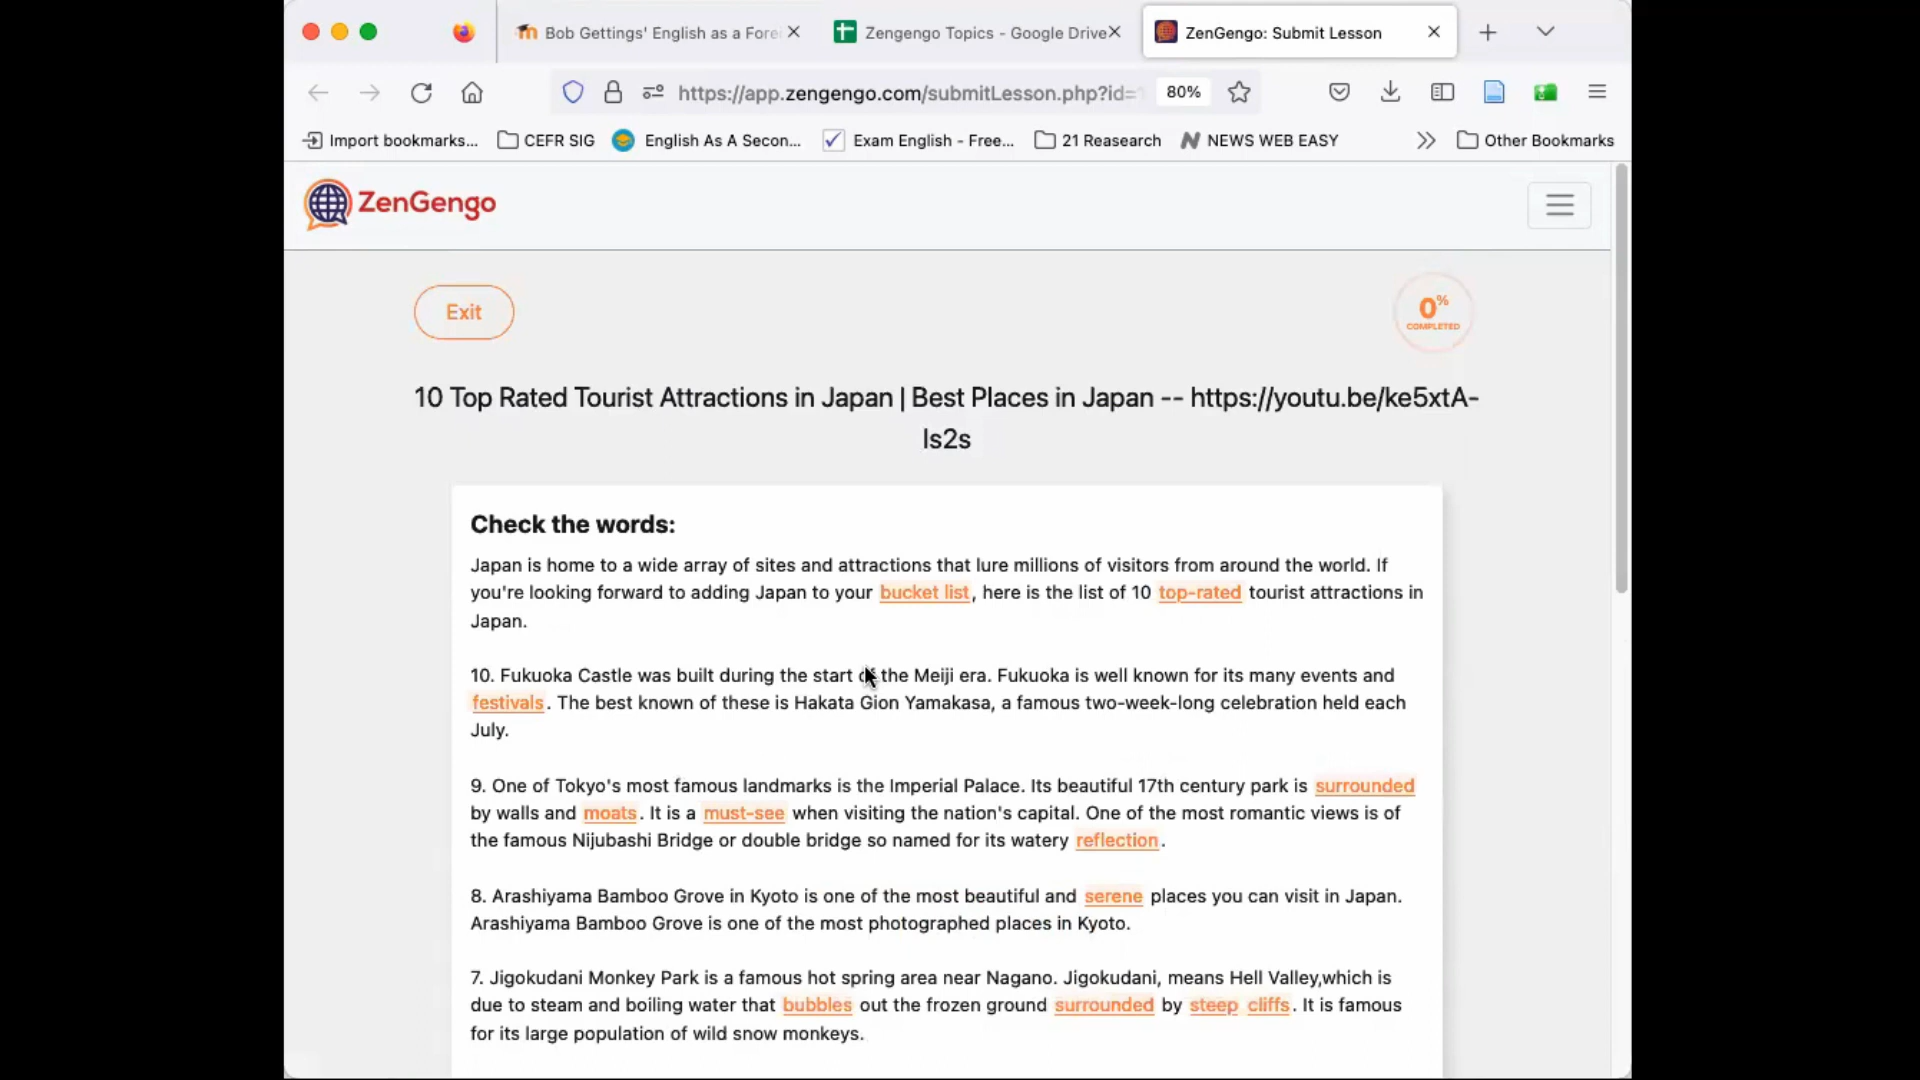 Bob Gettings' English as a Fore
Zengengo Topics - Google Drive
ZenGengo: Submit Lesson
https://app.zengengo.com/submitLesson.php?id=
80%
Import bookmarks...
CEFR SIG
English As A Secon...
Exam English - Free...
21 Reasearch
NEWS WEB EASY
Other Bookmarks
ZenGengo
Exit
0%
COMPLETED
10 Top Rated Tourist Attractions in Japan | Best Places in Japan -- https://youtu.be/ke5xtA-
ls2s
Check the words:
Japan is home to a wide array of sites and attractions that lure millions of visitors from around the world. If
you're looking forward to adding Japan to your bucket list, here is the list of 10 top-rated tourist attractions in
Japan.
10. Fukuoka Castle was built during the start of the Meiji era. Fukuoka is well known for its many events and
festivals. The best known of these is Hakata Gion Yamakasa, a famous two-week-long celebration held each
July.
9. One of Tokyo's most famous landmarks is the Imperial Palace. Its beautiful 17th century park is surrounded
by walls and moats. It is a must-see when visiting the nation's capital. One of the most romantic views is of
the famous Nijubashi Bridge or double bridge so named for its watery reflection.
8. Arashiyama Bamboo Grove in Kyoto is one of the most beautiful and serene places you can visit in Japan.
Arashiyama Bamboo Grove is one of the most photographed places in Kyoto.
7. Jigokudani Monkey Park is a famous hot spring area near Nagano. Jigokudani, means Hell Valley,which is
due to steam and boiling water that bubbles out the frozen ground surrounded by steep cliffs. It is famous
for its large population of wild snow monkeys.